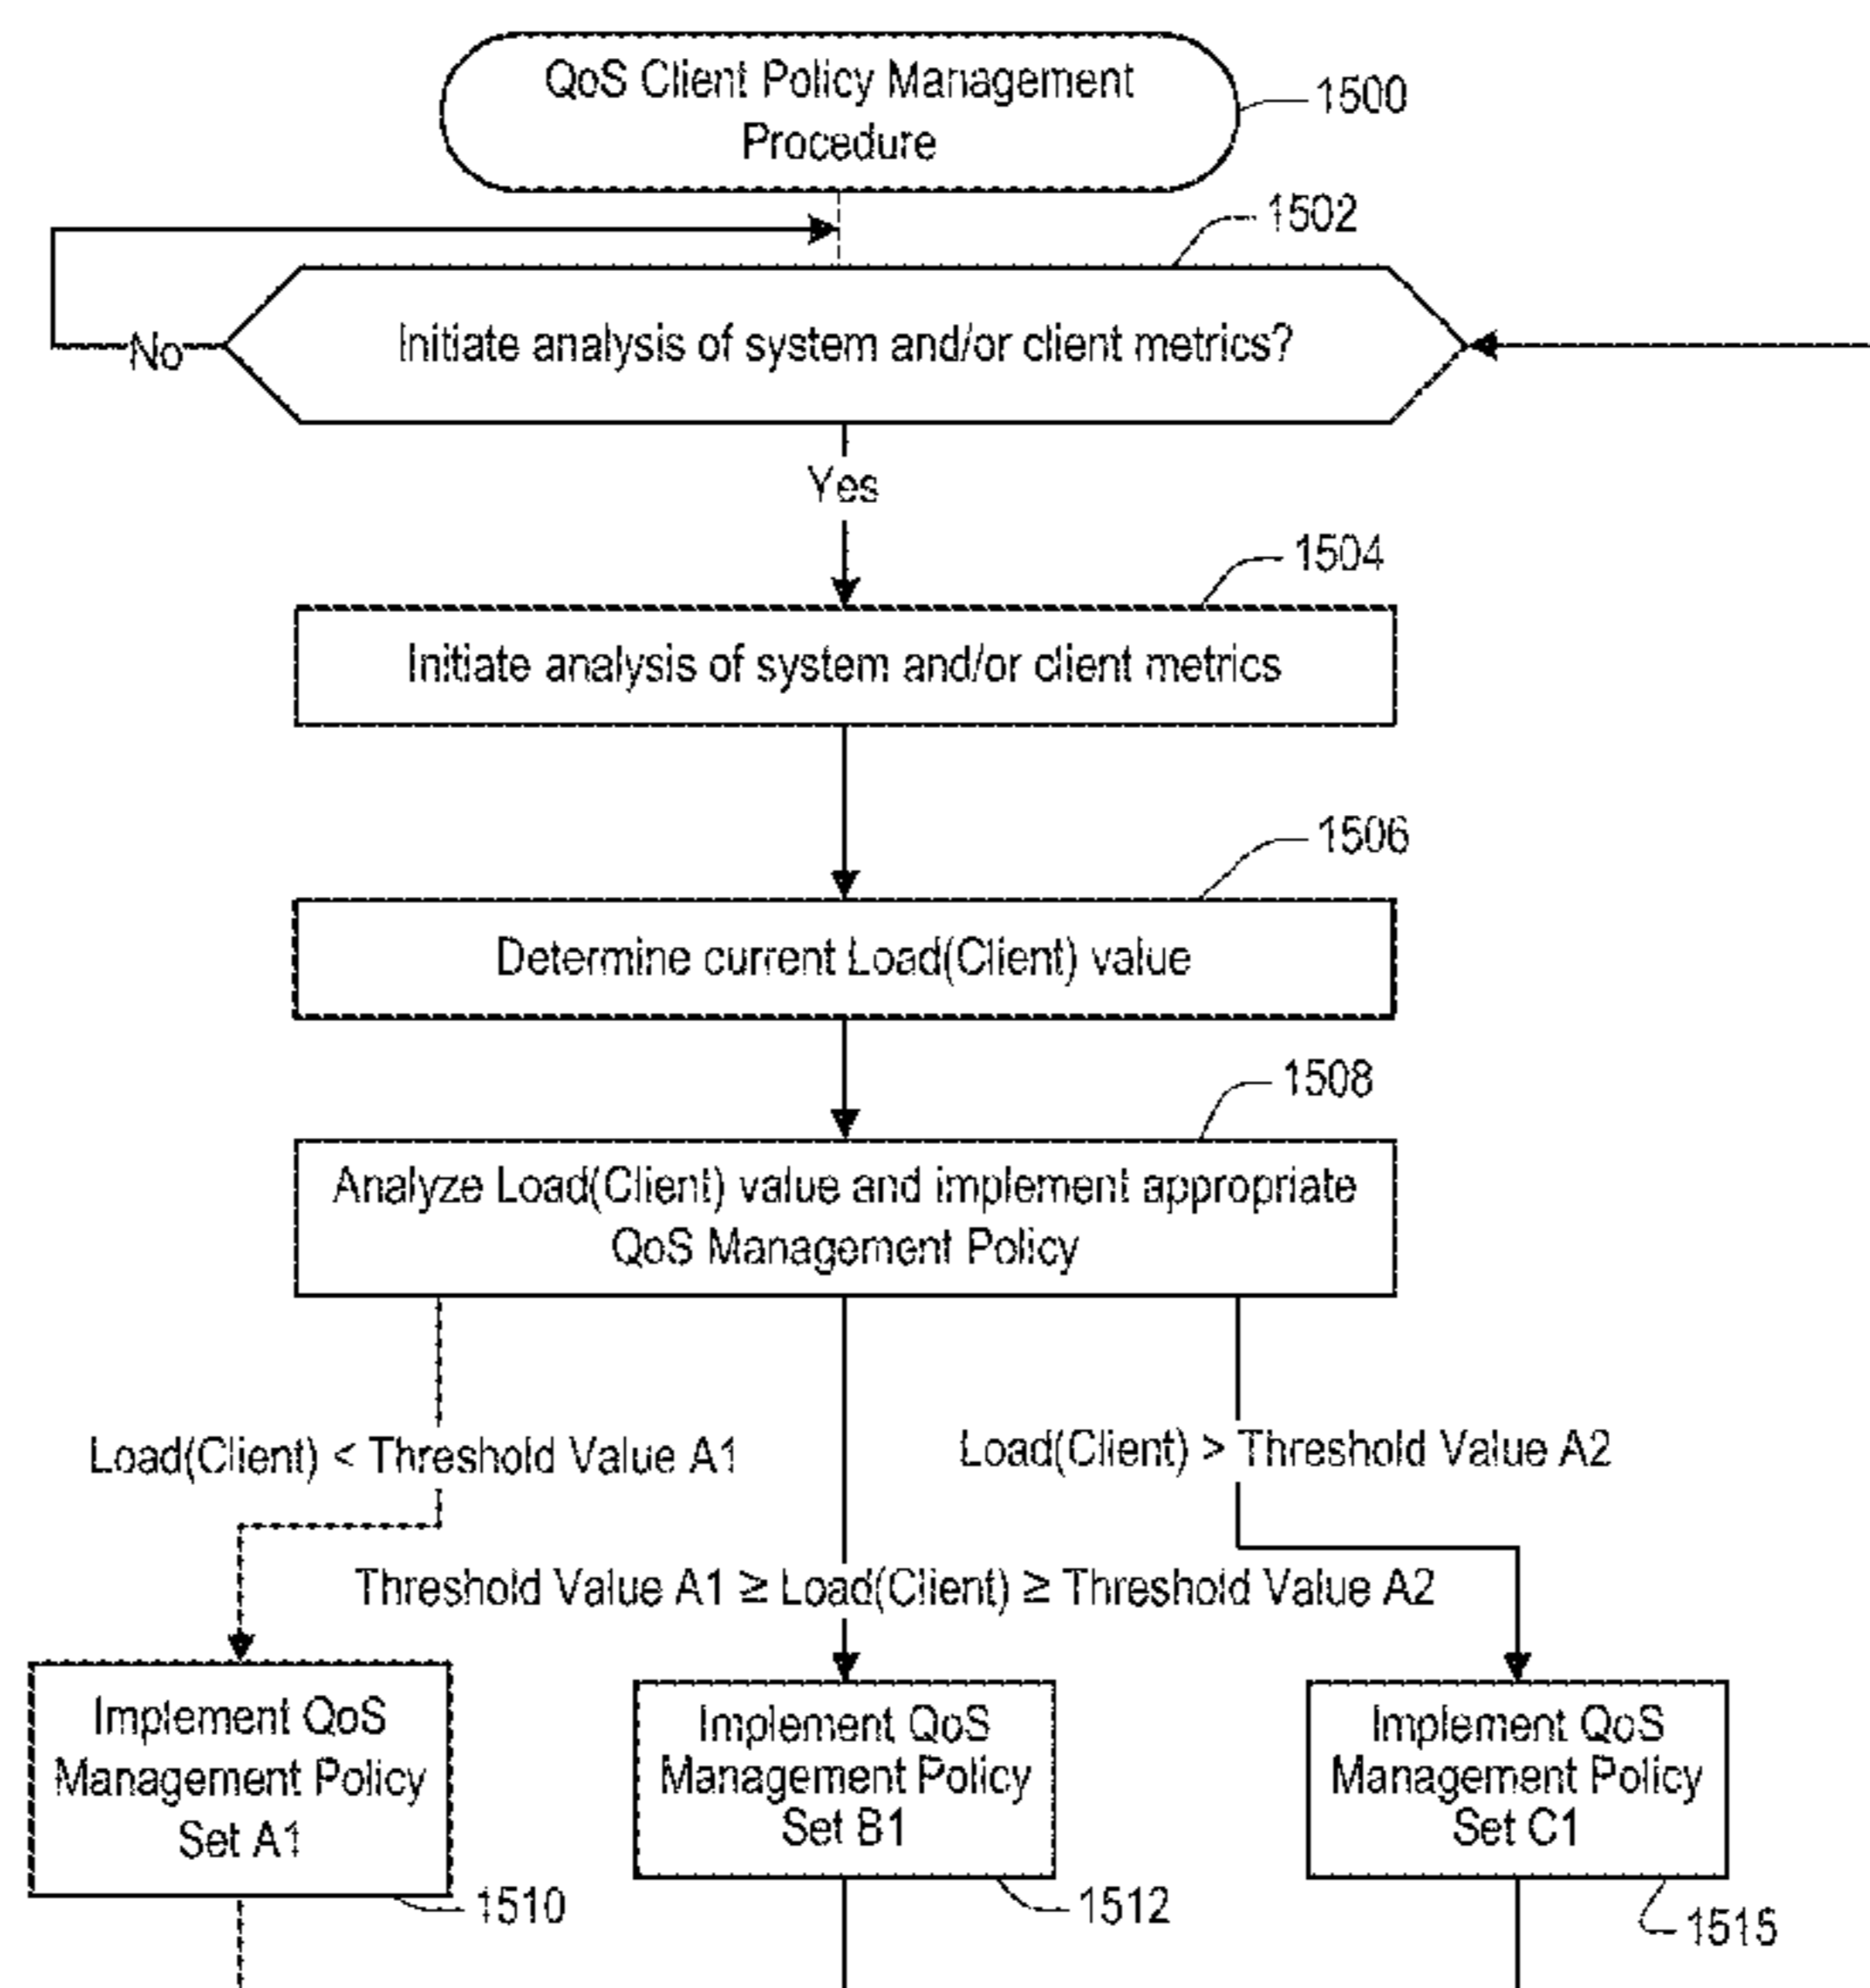 QoS Client Policy Management
Procedure
1500
1502
Initiate analysis of system and/or client metrics?
No
Yes
1504
Initiate analysis of system and/or client metrics
1506
Determine current Load(Client) value
1508
Analyze Load(Client) value and implement appropriate
QoS Management Policy
Load(Client) < Threshold Value A1
Load(Client) > Threshold Value A2
Threshold Value A1 ≥ Load(Client) ≥ Threshold Value A2
Implement QoS
Management Policy
Set A1
Implement QoS
Management Policy
Set B1
Implement QoS
Management Policy
Set C1
1510
1512
1515